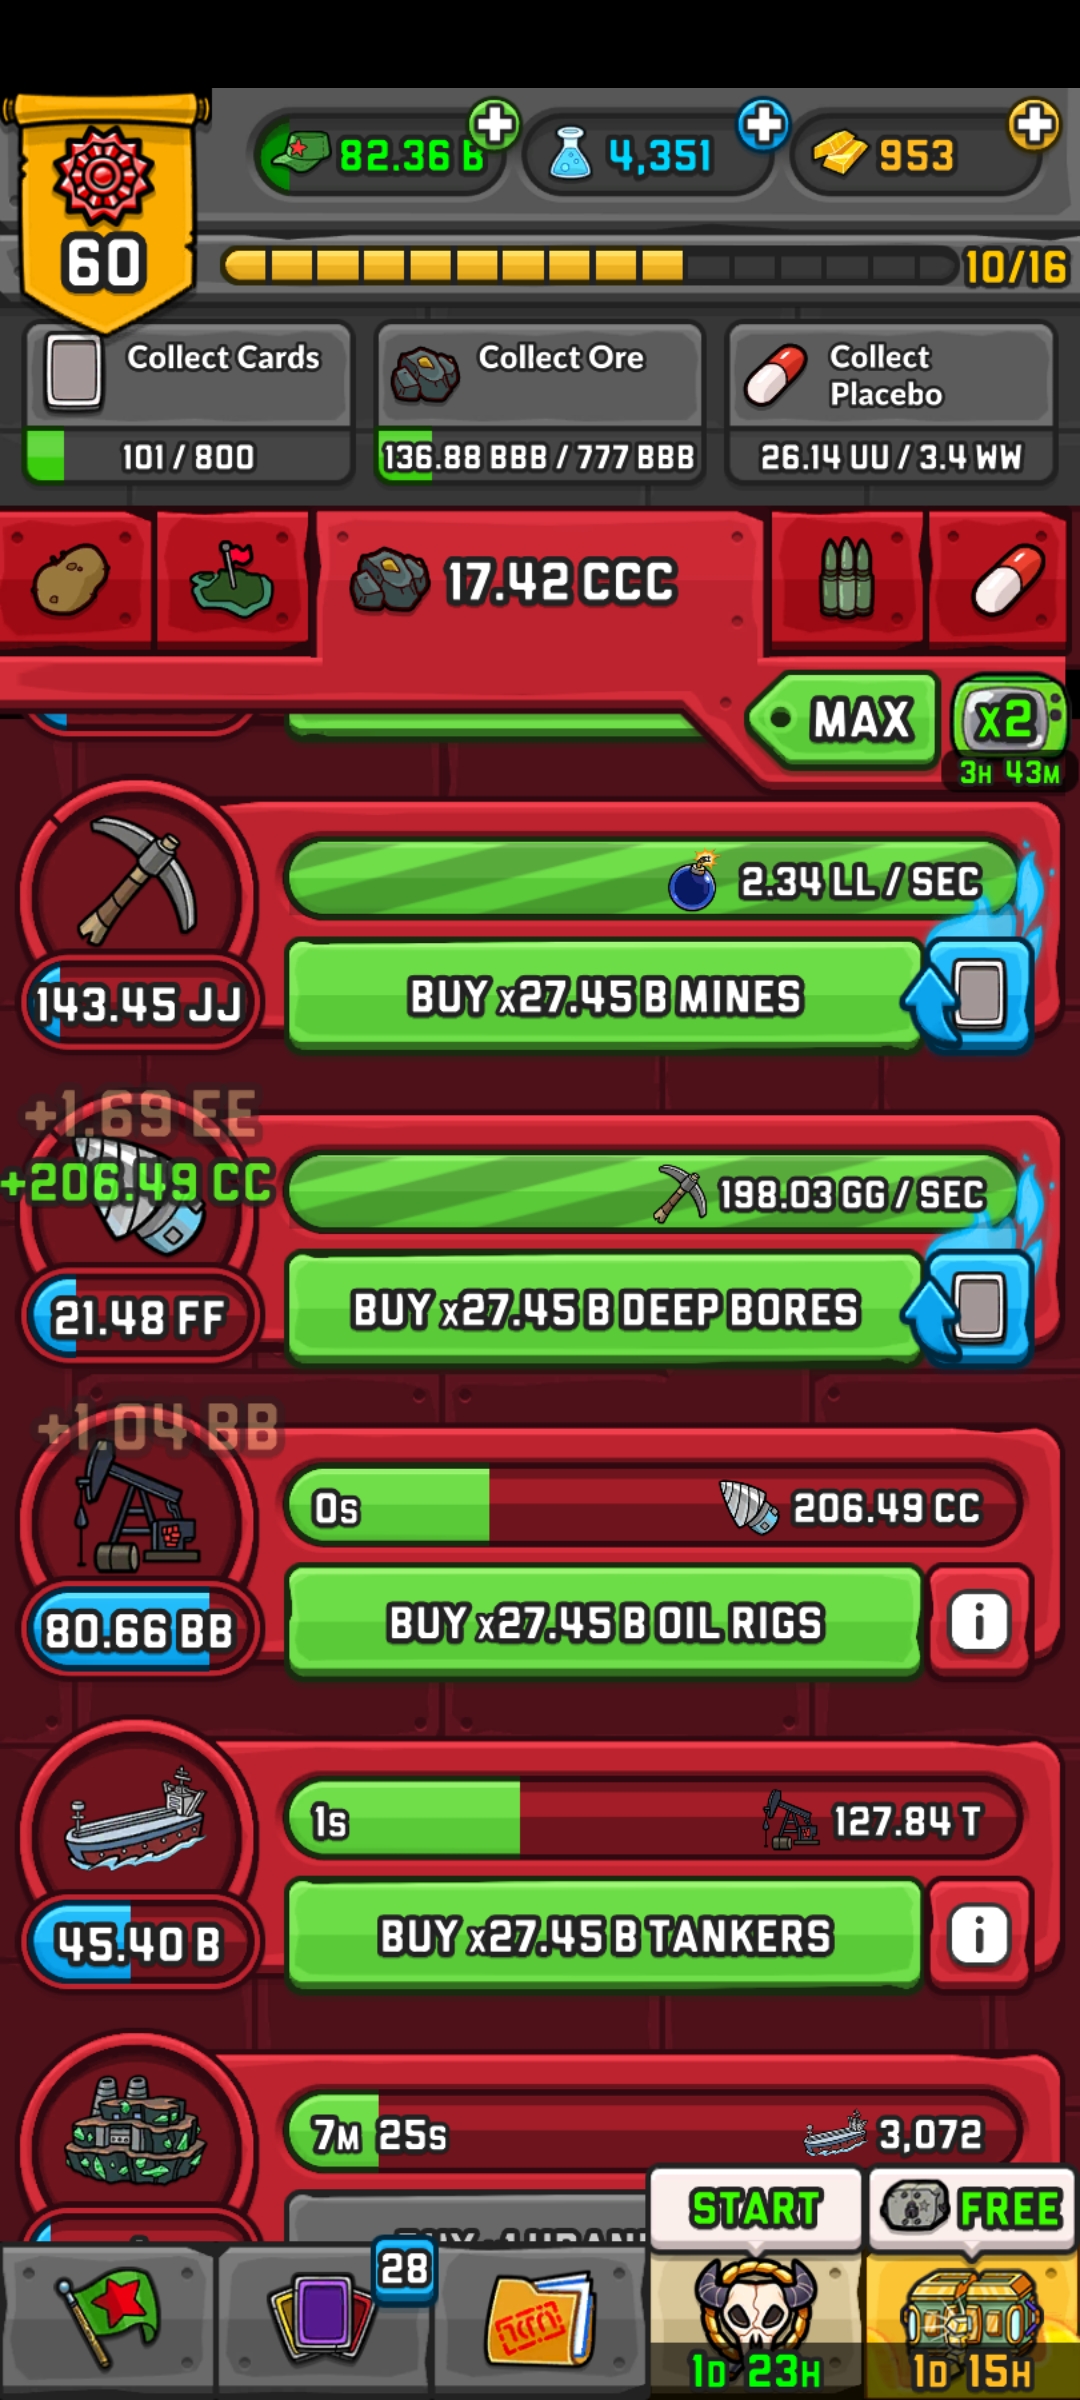 60
82.36 B
4,351
953
10/16
Collect Cards
101 / 800
Collect Ore
136.88 BBB / 777 BBB
Collect
Placebo
26.14 UU / 3.4 WW
17.42 CCC
MAX
x2
3H 43M
2.34 LL / SEC
143.45 JJ
BUY x27.45 B MINES
+1.69 EE
+206.49 CC
198.03 GG / SEC
21.48 FF
BUY x27.45 B DEEP BORES
+1.04 BB
0s
206.49 CC
80.66 BB
BUY x27.45 B OIL RIGS
i
1s
127.84 T
45.40 B
BUY x27.45 B TANKERS
i
7M 25s
3,072
START
FREE
28
1D 23H
1D 15H